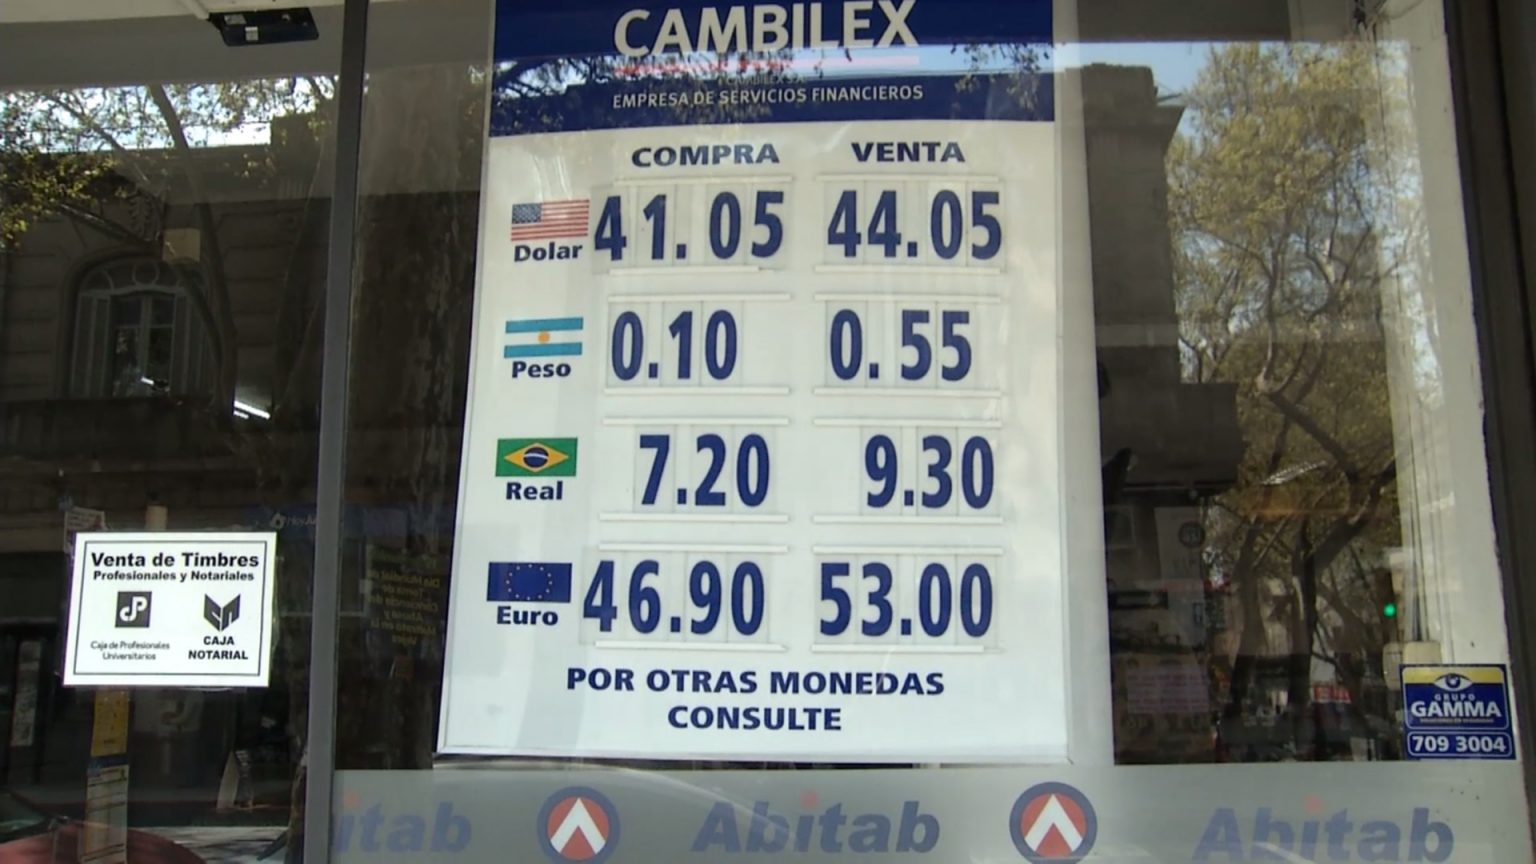 CAMBILEX
EMPRESA DE SERVICIOS FINANCIEROS
COMPRA VENTA
Dolar 41.05 44.05
Peso 0.10 0.55
Real 7.20 9.30
Euro 46.90 53.00
POR OTRAS MONEDAS
CONSULTE
Venta de Timbres
Profesionales y Notariales
Caja de Profesionales
Universitarios
CAJA
NOTARIAL
GRUPO
GAMMA
709 3004
itab Abitab Abitab